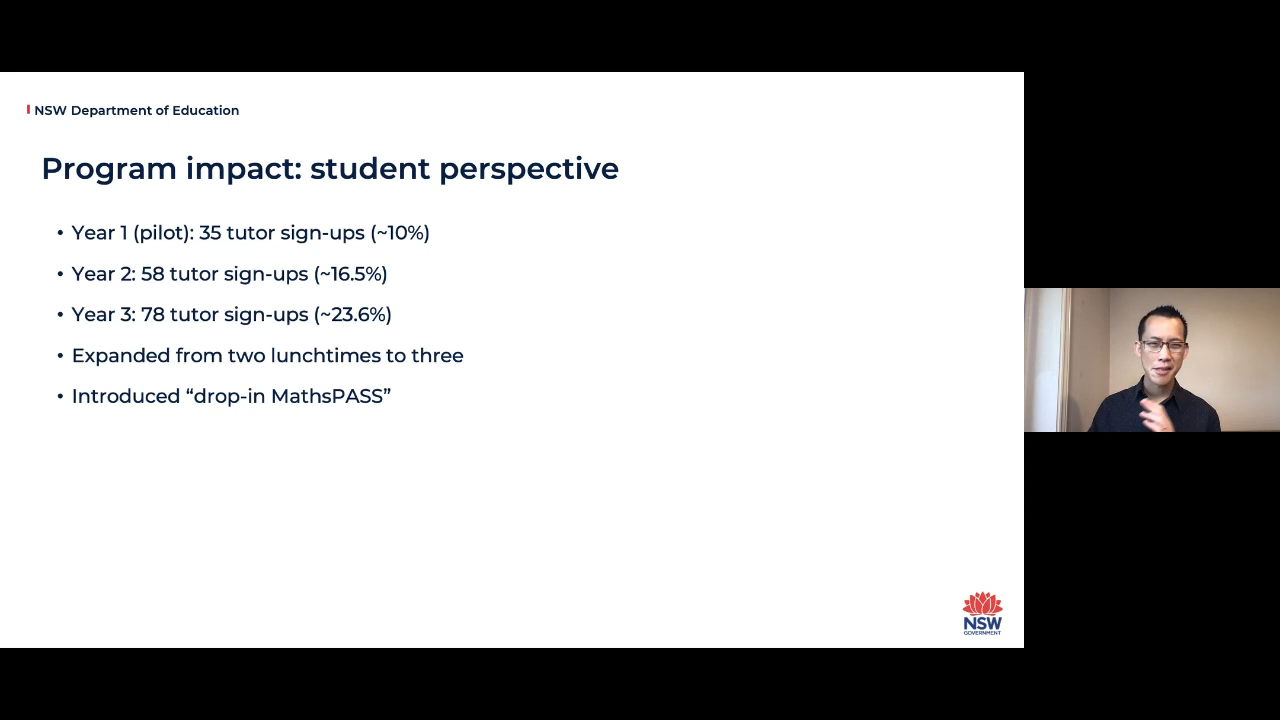 NSW Department of Education
Program impact: student perspective
• Year 1 (pilot): 35 tutor sign-ups (~10%)
• Year 2: 58 tutor sign-ups (~16.5%)
• Year 3: 78 tutor sign-ups (~23.6%)
• Expanded from two lunchtimes to three
• Introduced “drop-in MathsPASS”
NSW
GOVERNMENT